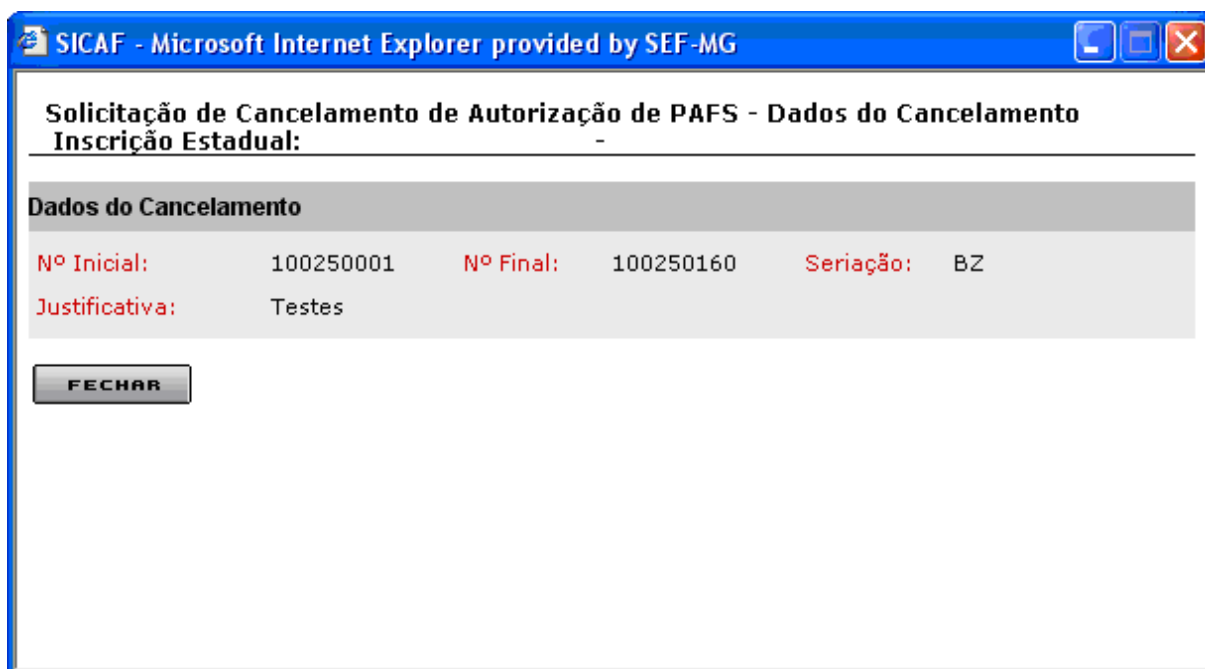 SICAF - Microsoft Internet Explorer provided by SEF-MG
Solicitação de Cancelamento de Autorização de PAFS - Dados do Cancelamento
Inscrição Estadual: -
Dados do Cancelamento
Nº Inicial: 100250001 Nº Final: 100250160 Seriação: BZ
Justificativa: Testes
FECHAR